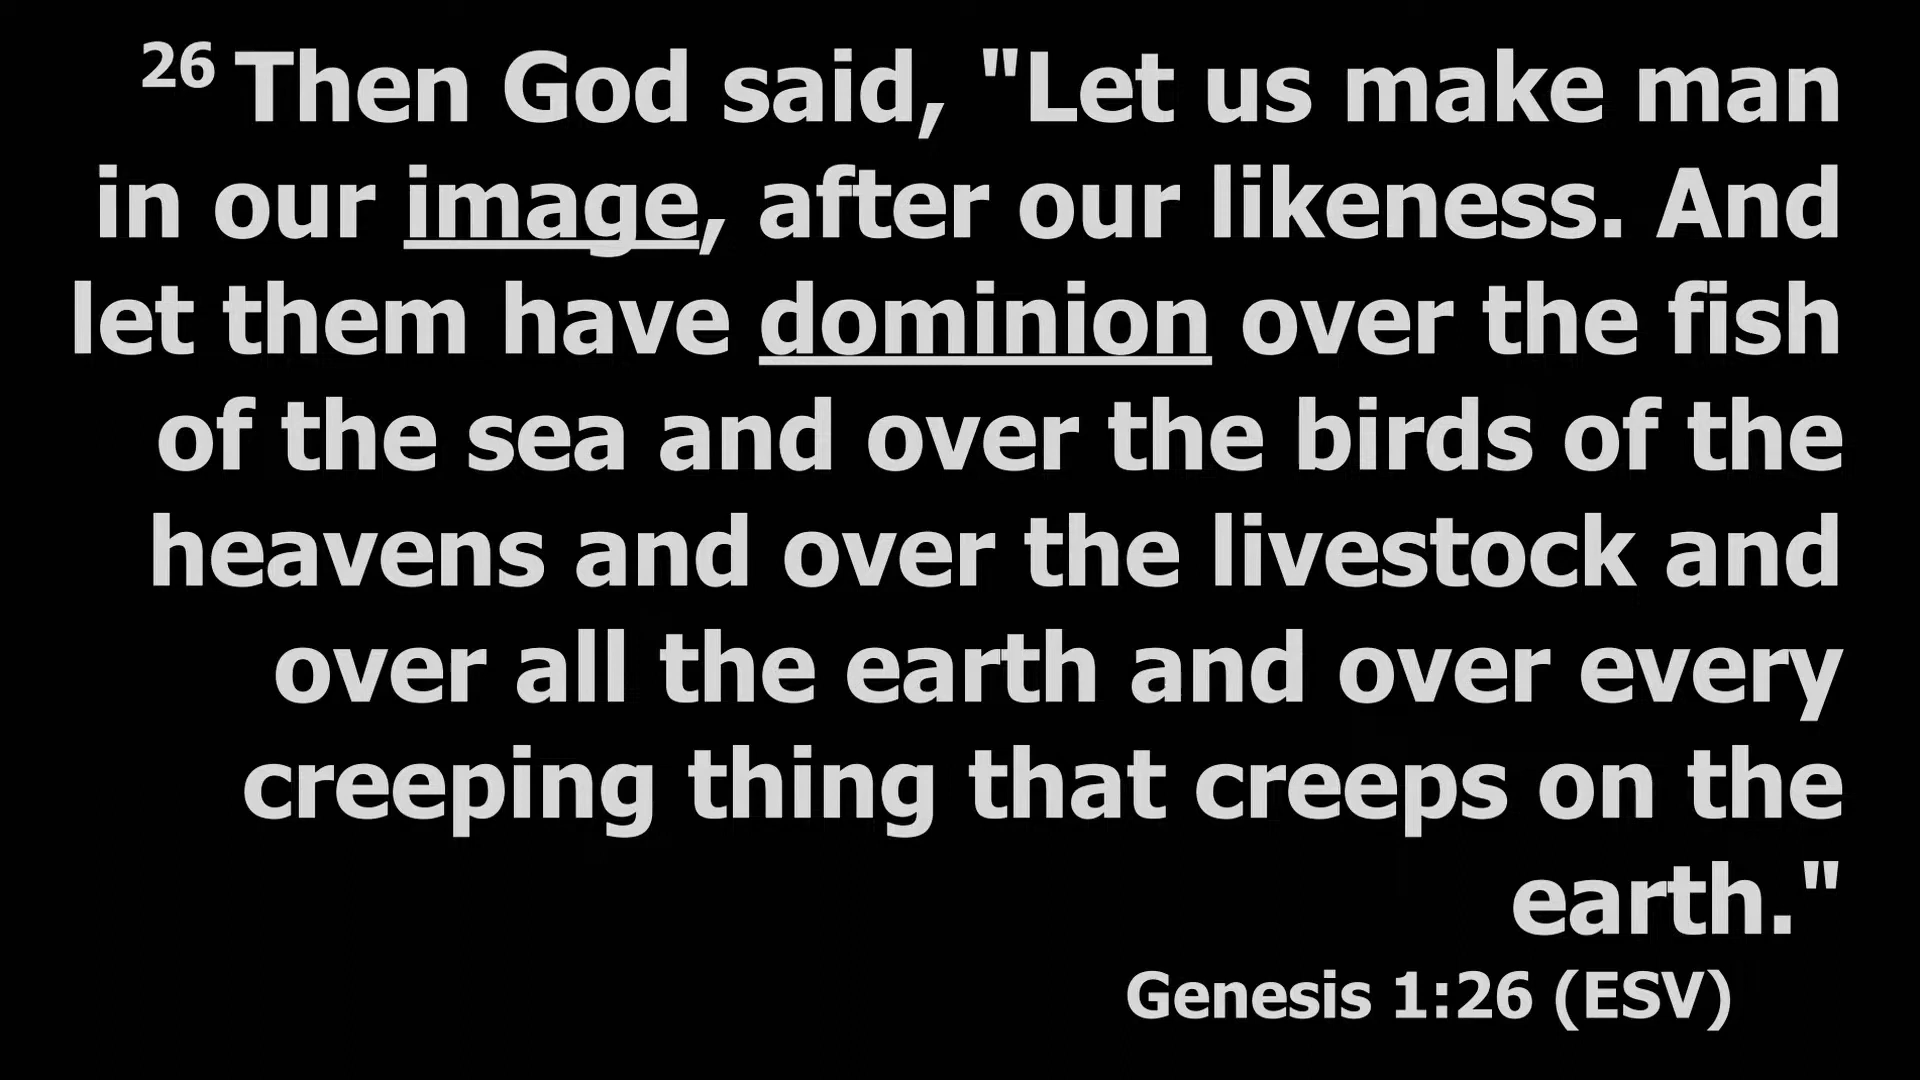 26 Then God said, "Let us make man
in our image, after our likeness. And
let them have dominion over the fish
of the sea and over the birds of the
heavens and over the livestock and
over all the earth and over every
creeping thing that creeps on the
earth."
Genesis 1:26 (ESV)